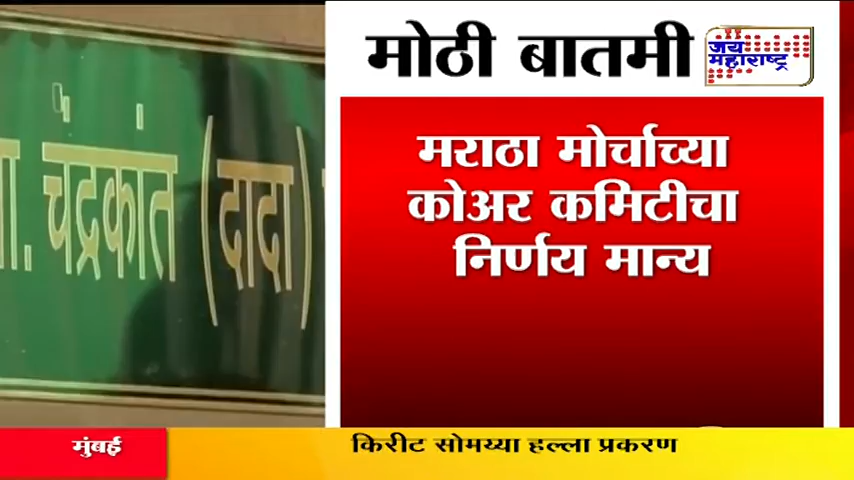 ा. चंद्रकांत (दादा)
मोठी बातमी
जय
महाराष्ट्र
मराठा मोर्चाच्या
कोअर कमिटीचा
निर्णय मान्य
मुंबई
किरीट सोमय्या हल्ला प्रकरण